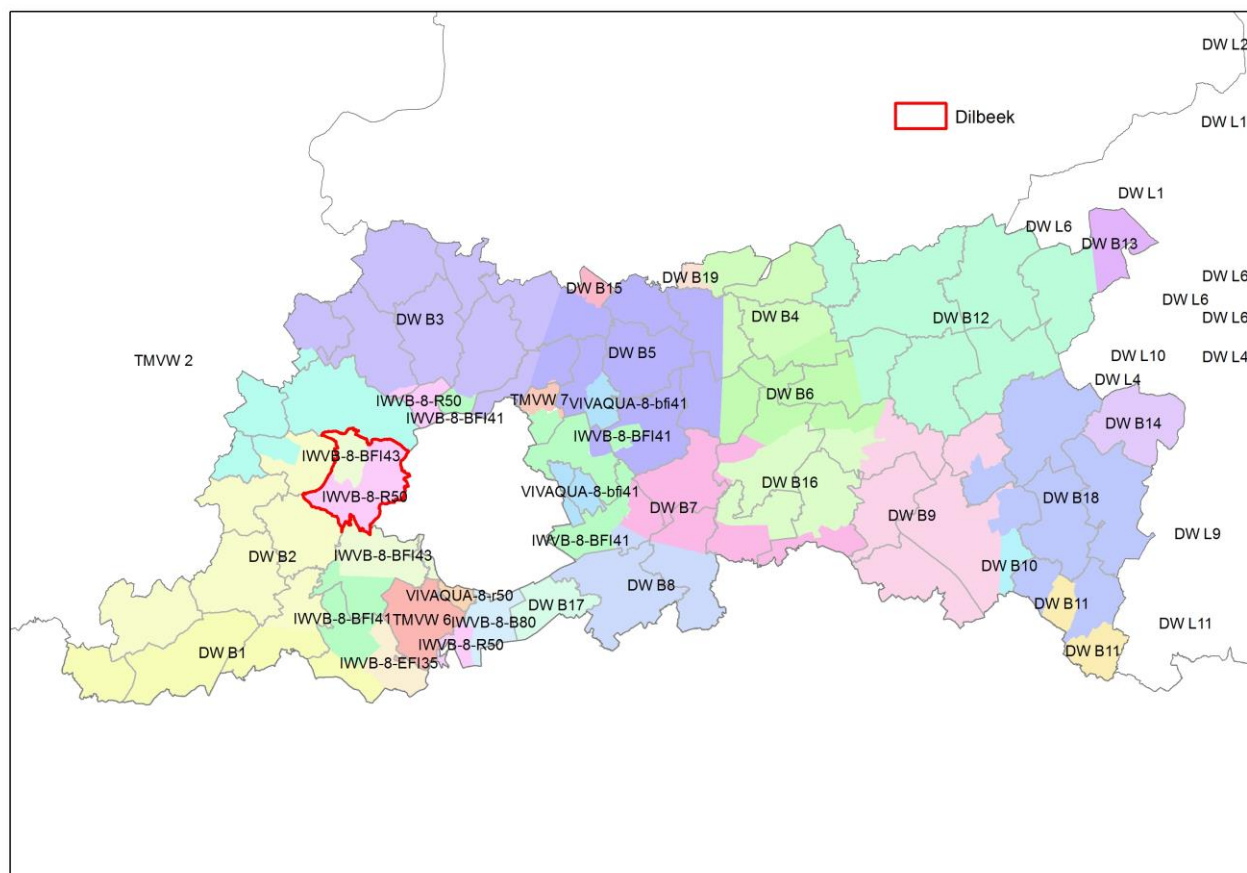 DW L2
Dilbeek
DW L1
DW L1
DW L6
DW B13
DW B15
DW B19
DW L6
DW L6
DW B3
DW B4
DW B12
DW L6
DW B5
TMVW 2
DW L10
DW L4
DW L4
DW B6
IWVB-8-R50
TMVW 7
VIVAQUA-8-bfi41
IWVB-8-BFI41
DW B14
IWVB-8-BFI41
IWVB-8-BFI43
DW B16
VIVAQUA-8-bfi41
IWVB-8-R50
DW B18
DW B7
DW B9
DW L9
IWVB-8-BFI41
IWVB-8-BFI43
DW B2
DW B10
DW B8
VIVAQUA-8-r50
DW B17
DW B11
IWVB-8-BFI41
TMVW 6
IWVB-8-B80
DW L11
IWVB-8-R50
DW B1
DW B11
IWVB-8-EFI35